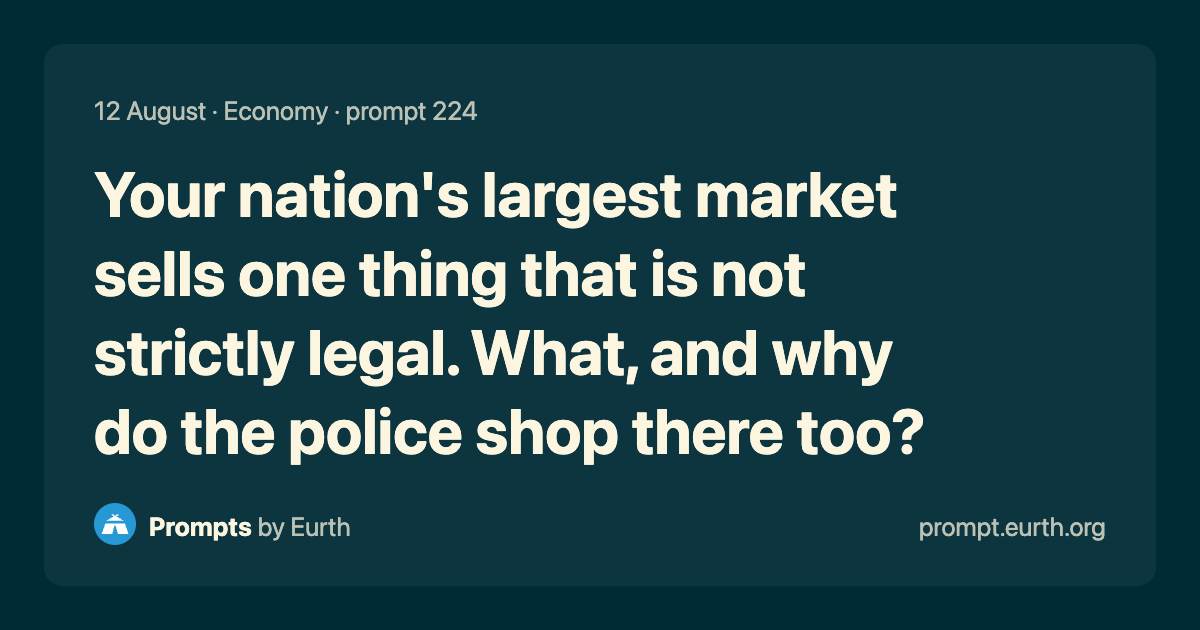 12 August · Economy · prompt 224
Your nation's largest market
sells one thing that is not
strictly legal. What, and why
do the police shop there too?
Prompts by Eurth
prompt.eurth.org